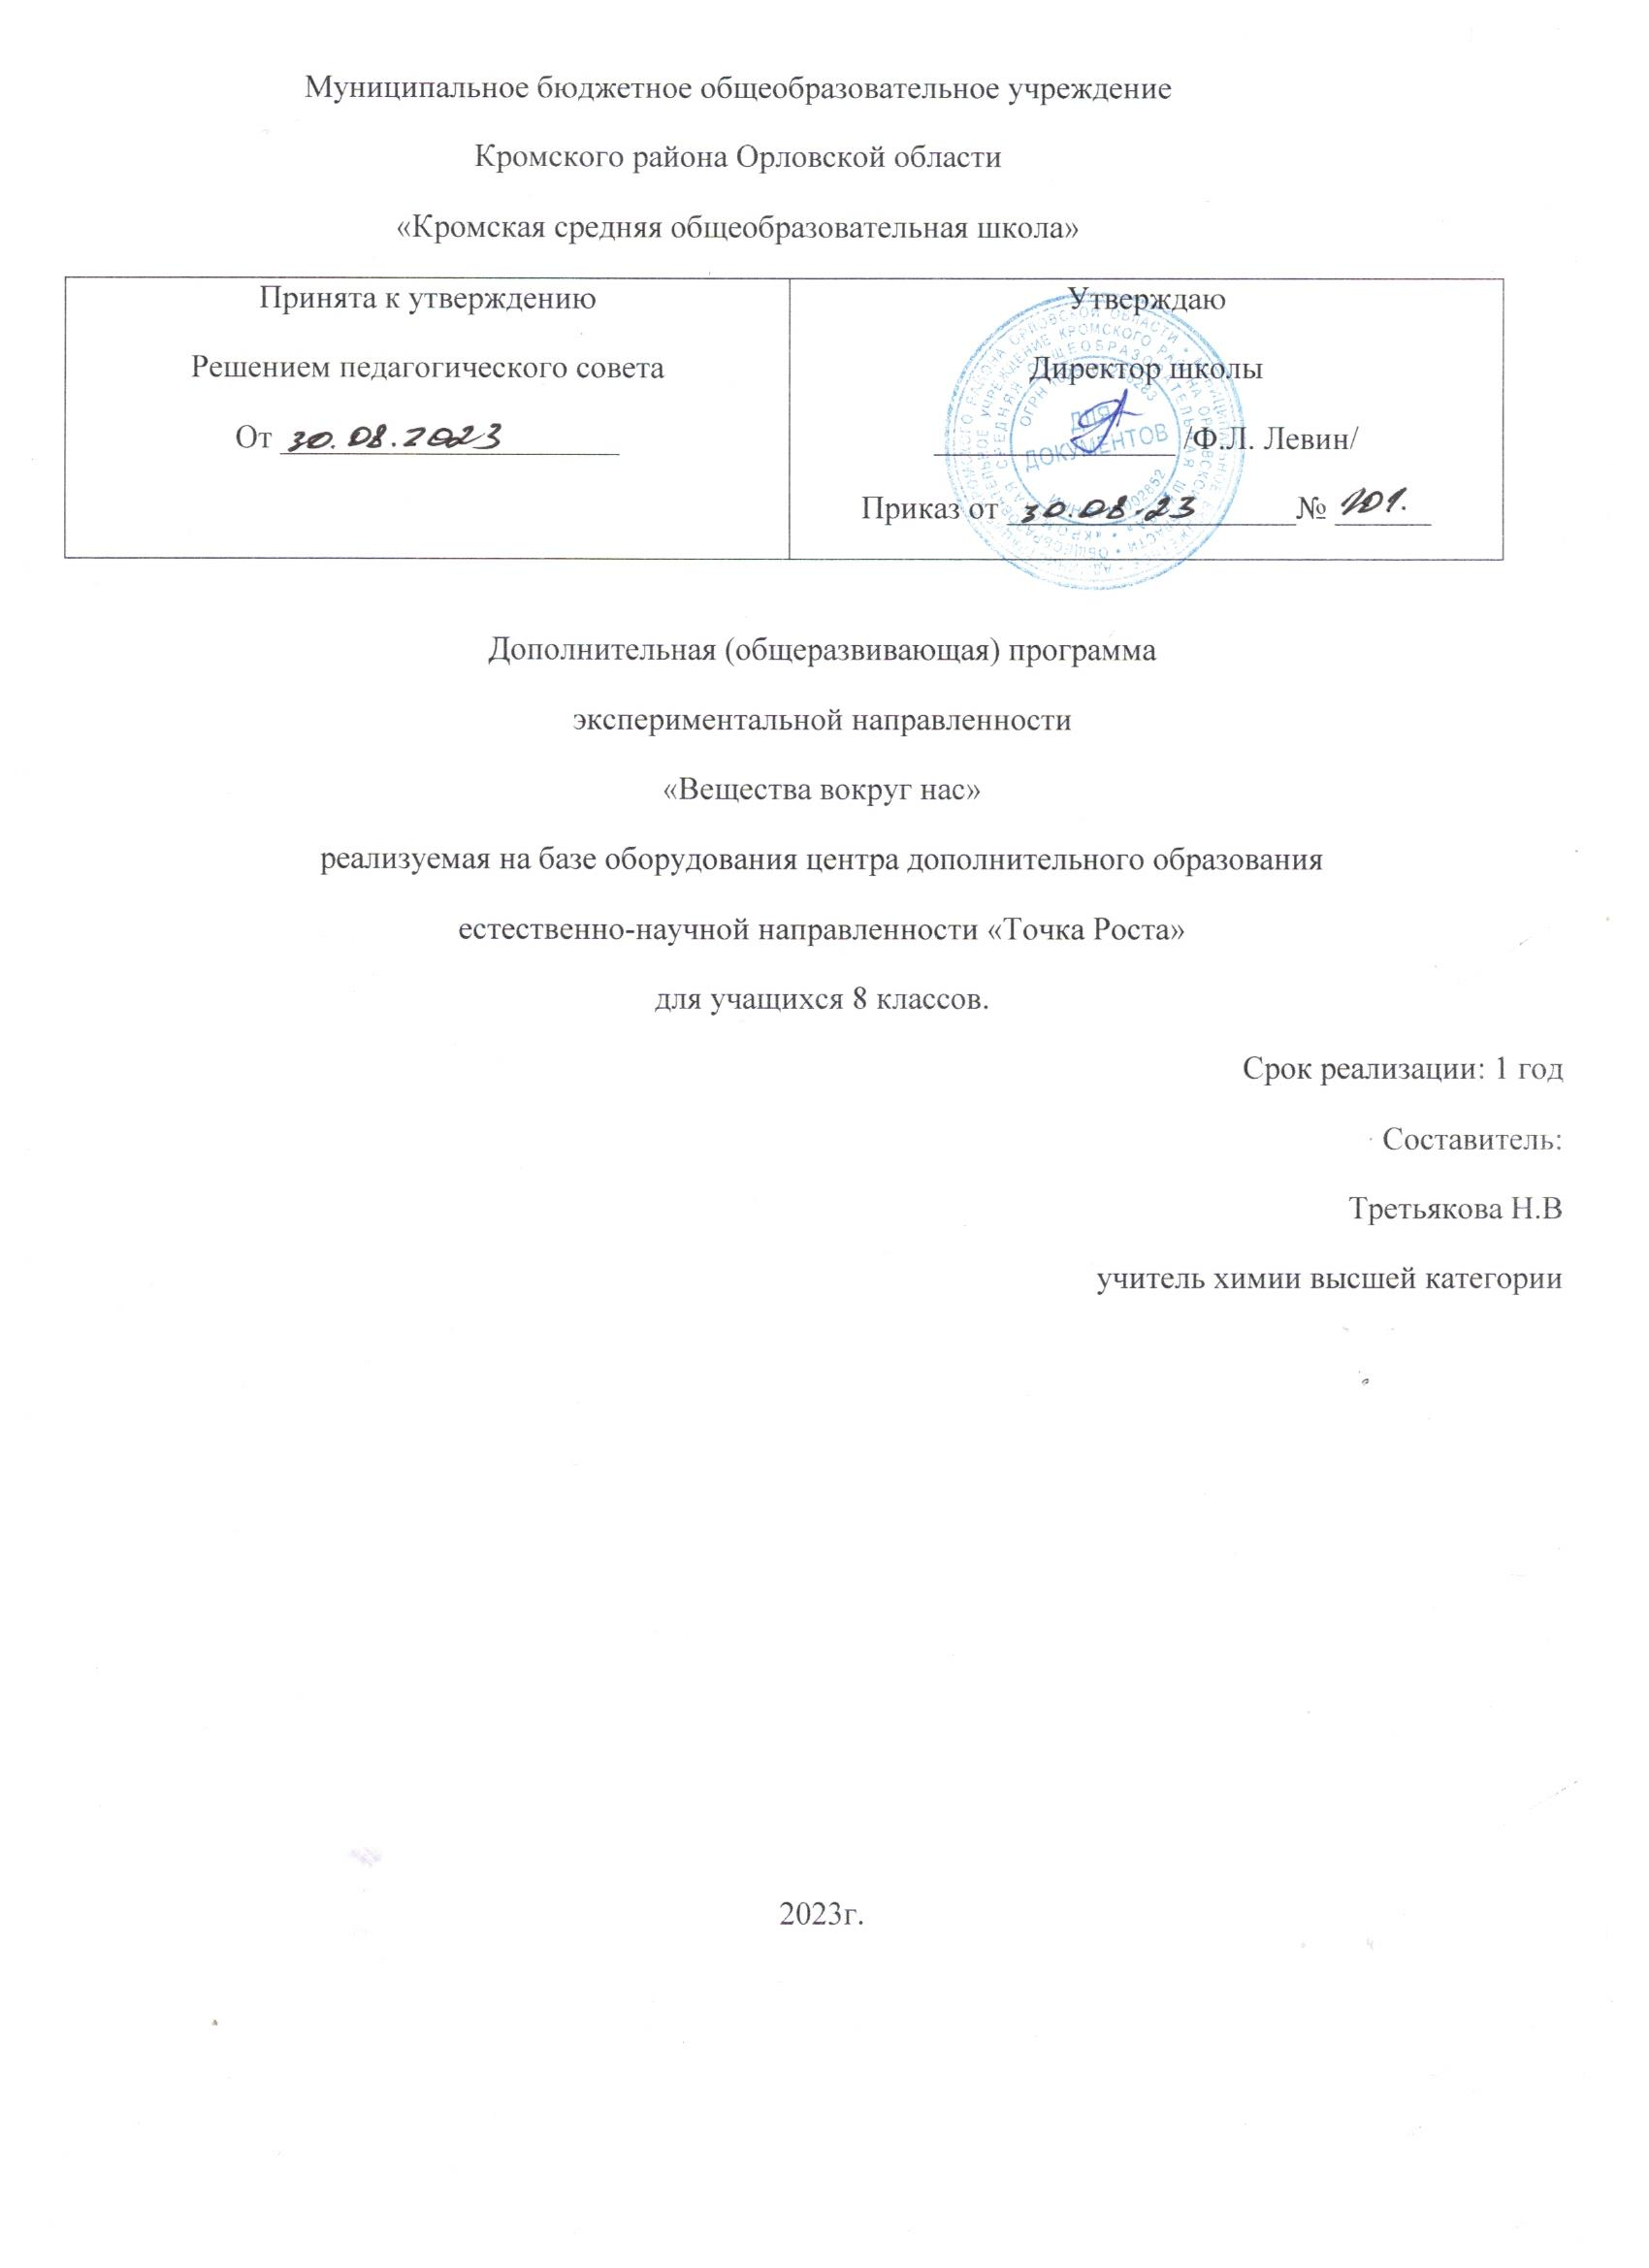 Муниципальное бюджетное общеобразовательное учреждение
Кромского района Орловской области
«Кромская средняя общеобразовательная школа»
Принята к утверждению
Решением педагогического совета
От 30.08.2023
Утверждаю
Директор школы
/Ф.Л. Левин/
Приказ от 30.08.23 №
ДЛЯ
ДОКУМЕНТОВ
Дополнительная (общеразвивающая) программа
экспериментальной направленности
«Вещества вокруг нас»
реализуемая на базе оборудования центра дополнительного образования
естественно-научной направленности «Точка Роста»
для учащихся 8 классов.
Срок реализации: 1 год
Составитель:
Третьякова Н.В
учитель химии высшей категории
2023г.